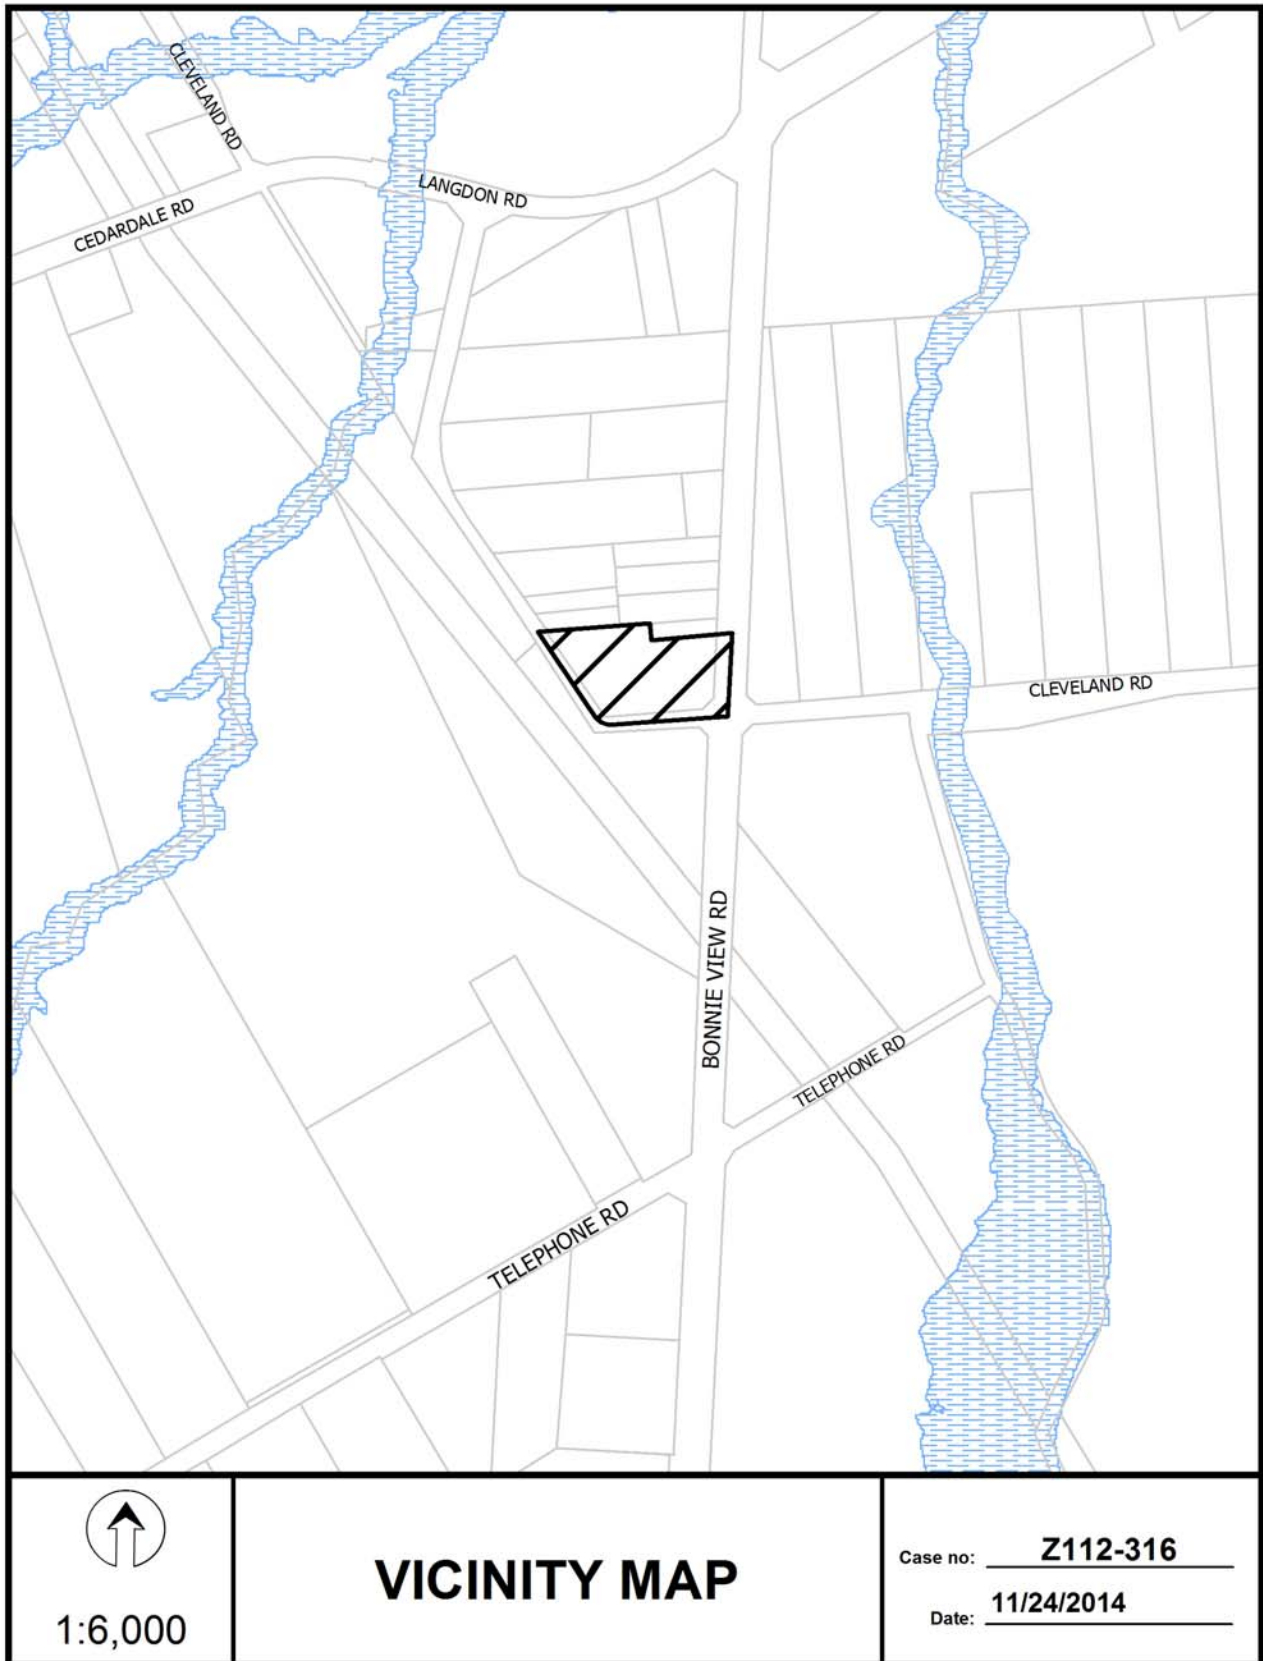 CLEVELAND RD
LANGDON RD
CEDARDALE RD
CLEVELAND RD
BONNIE VIEW RD
TELEPHONE RD
TELEPHONE RD
1:6,000
VICINITY MAP
Case no: Z112-316
Date: 11/24/2014